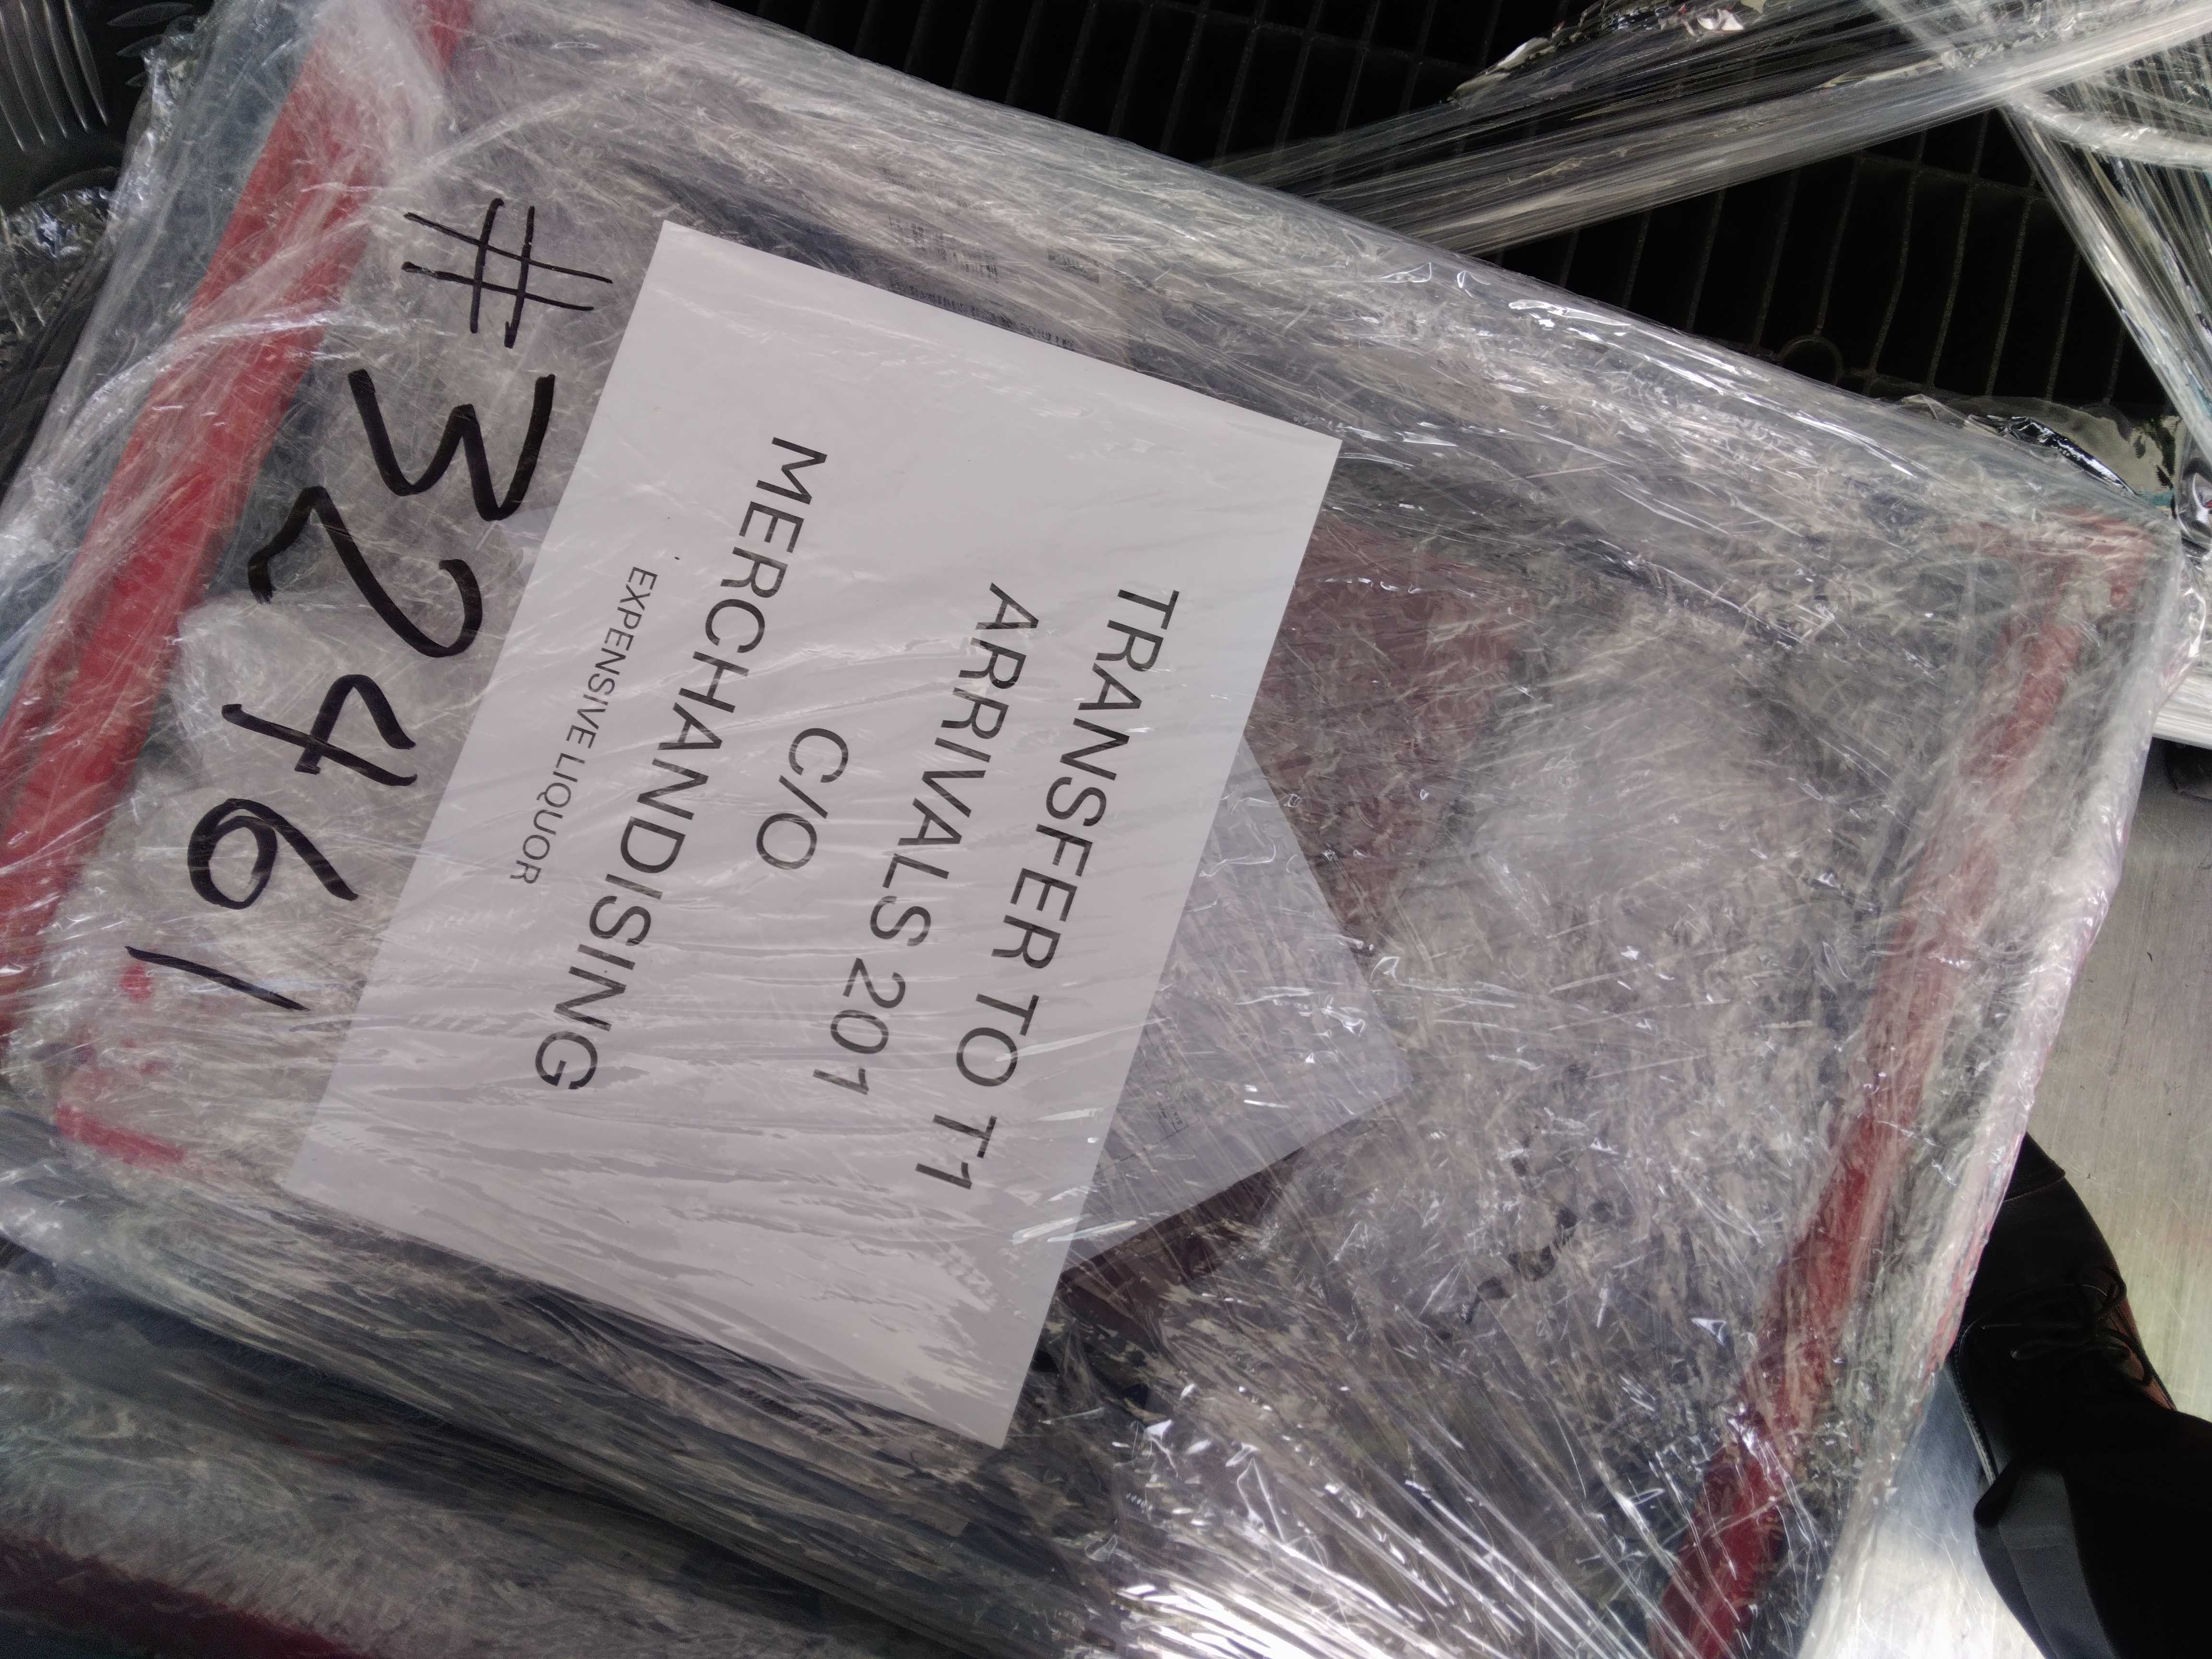 TRANSFER TO T1
ARRIVALS 201
C/O
MERCHANDISING
EXPENSIVE LIQUOR
#32461